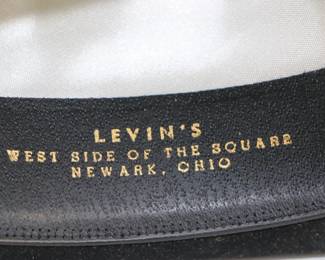 LEVIN'S
WEST SIDE OF THE SQUARE
NEWARK, OHIO